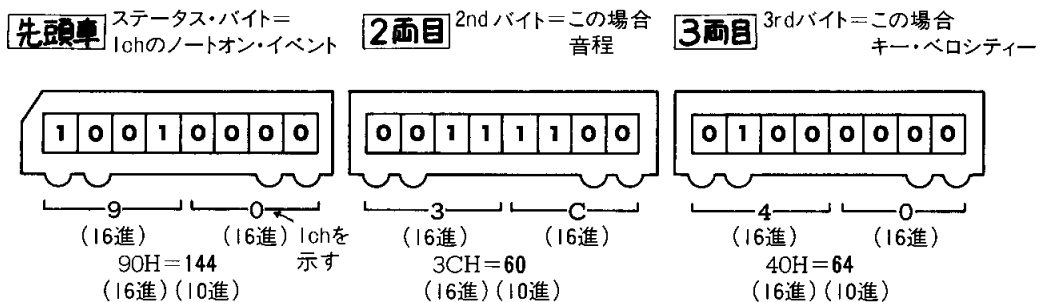 先頭車 ステータス・バイト=
1chのノートオン・イベント
2両目 2ndバイト=この場合
音程
3両目 3rdバイト=この場合
キー・ベロシティー
1 0 0 1 0 0 0 0
0 0 1 1 1 1 0 0
0 1 0 0 0 0 0 0
9 0
(16進) (16進) 1chを
示す
90H=144
(16進)(10進)
3 C
(16進) (16進)
3CH=60
(16進)(10進)
4 0
(16進) (16進)
40H=64
(16進)(10進)